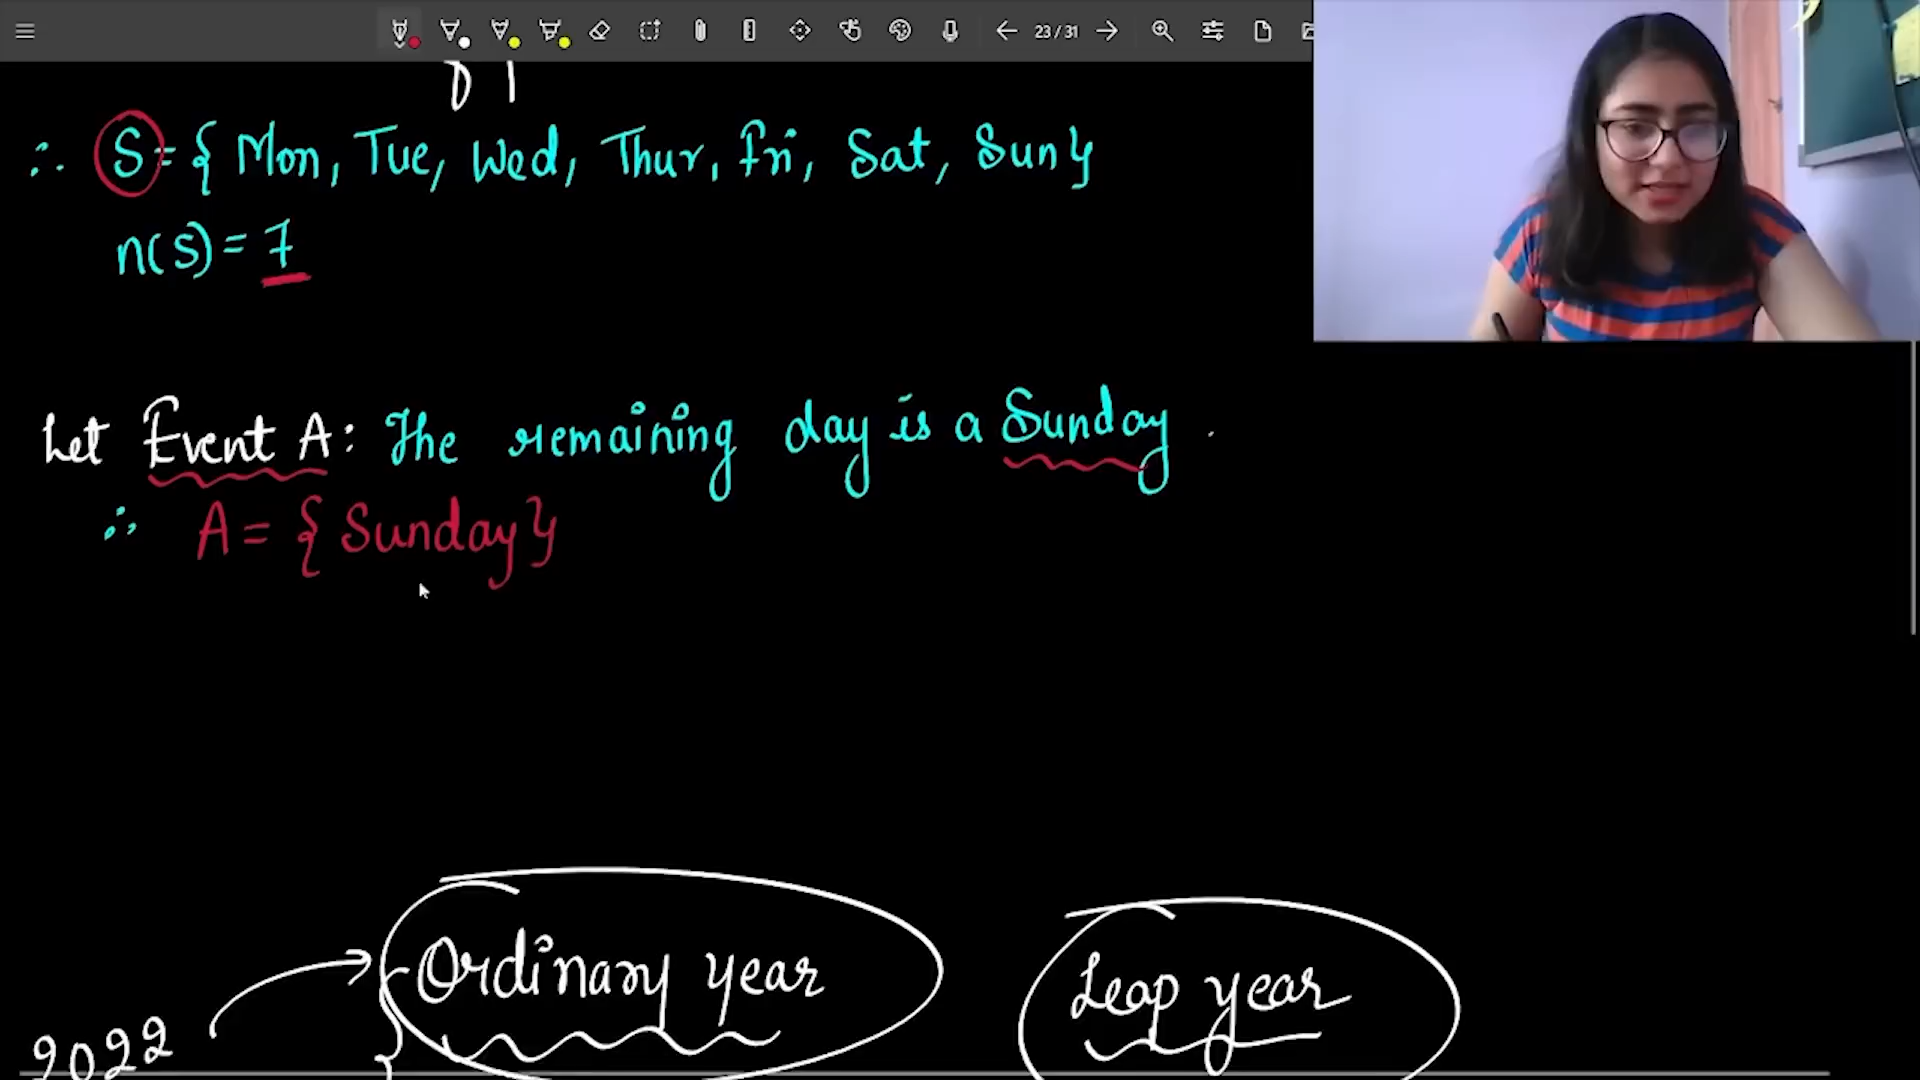 23 / 31
∴ S = { Mon, Tue, Wed, Thur, Fri, Sat, Sun }
n(S) = 7
Let Event A: The remaining day is a Sunday .
∴ A = { Sunday }
Ordinary year
Leap year
2022